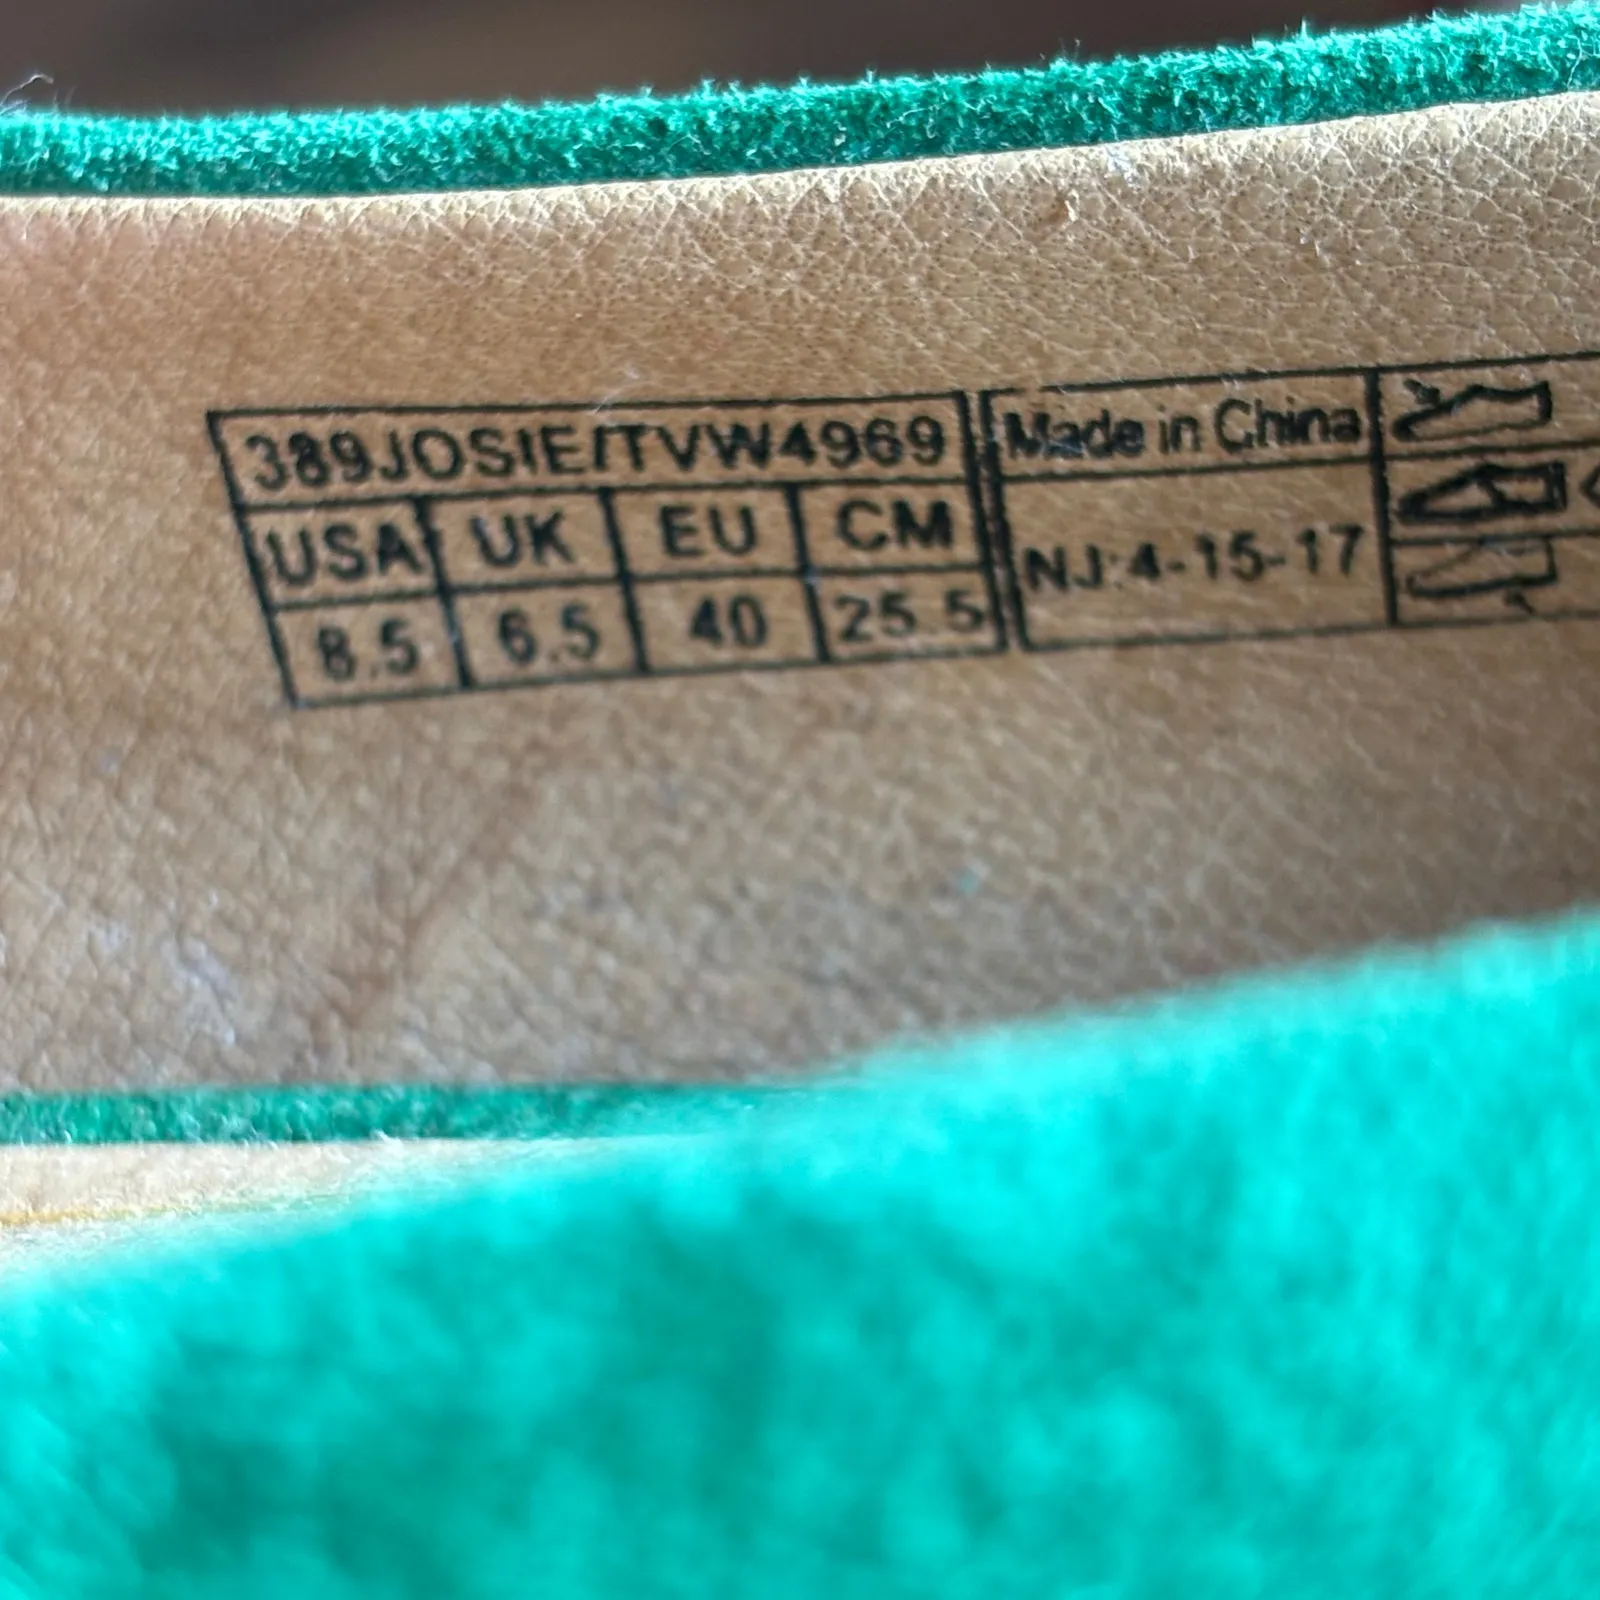 389JOSIE/TVW4969
USA UK EU CM
8.5 6.5 40 25.5
Made in China
NJ:4-15-17